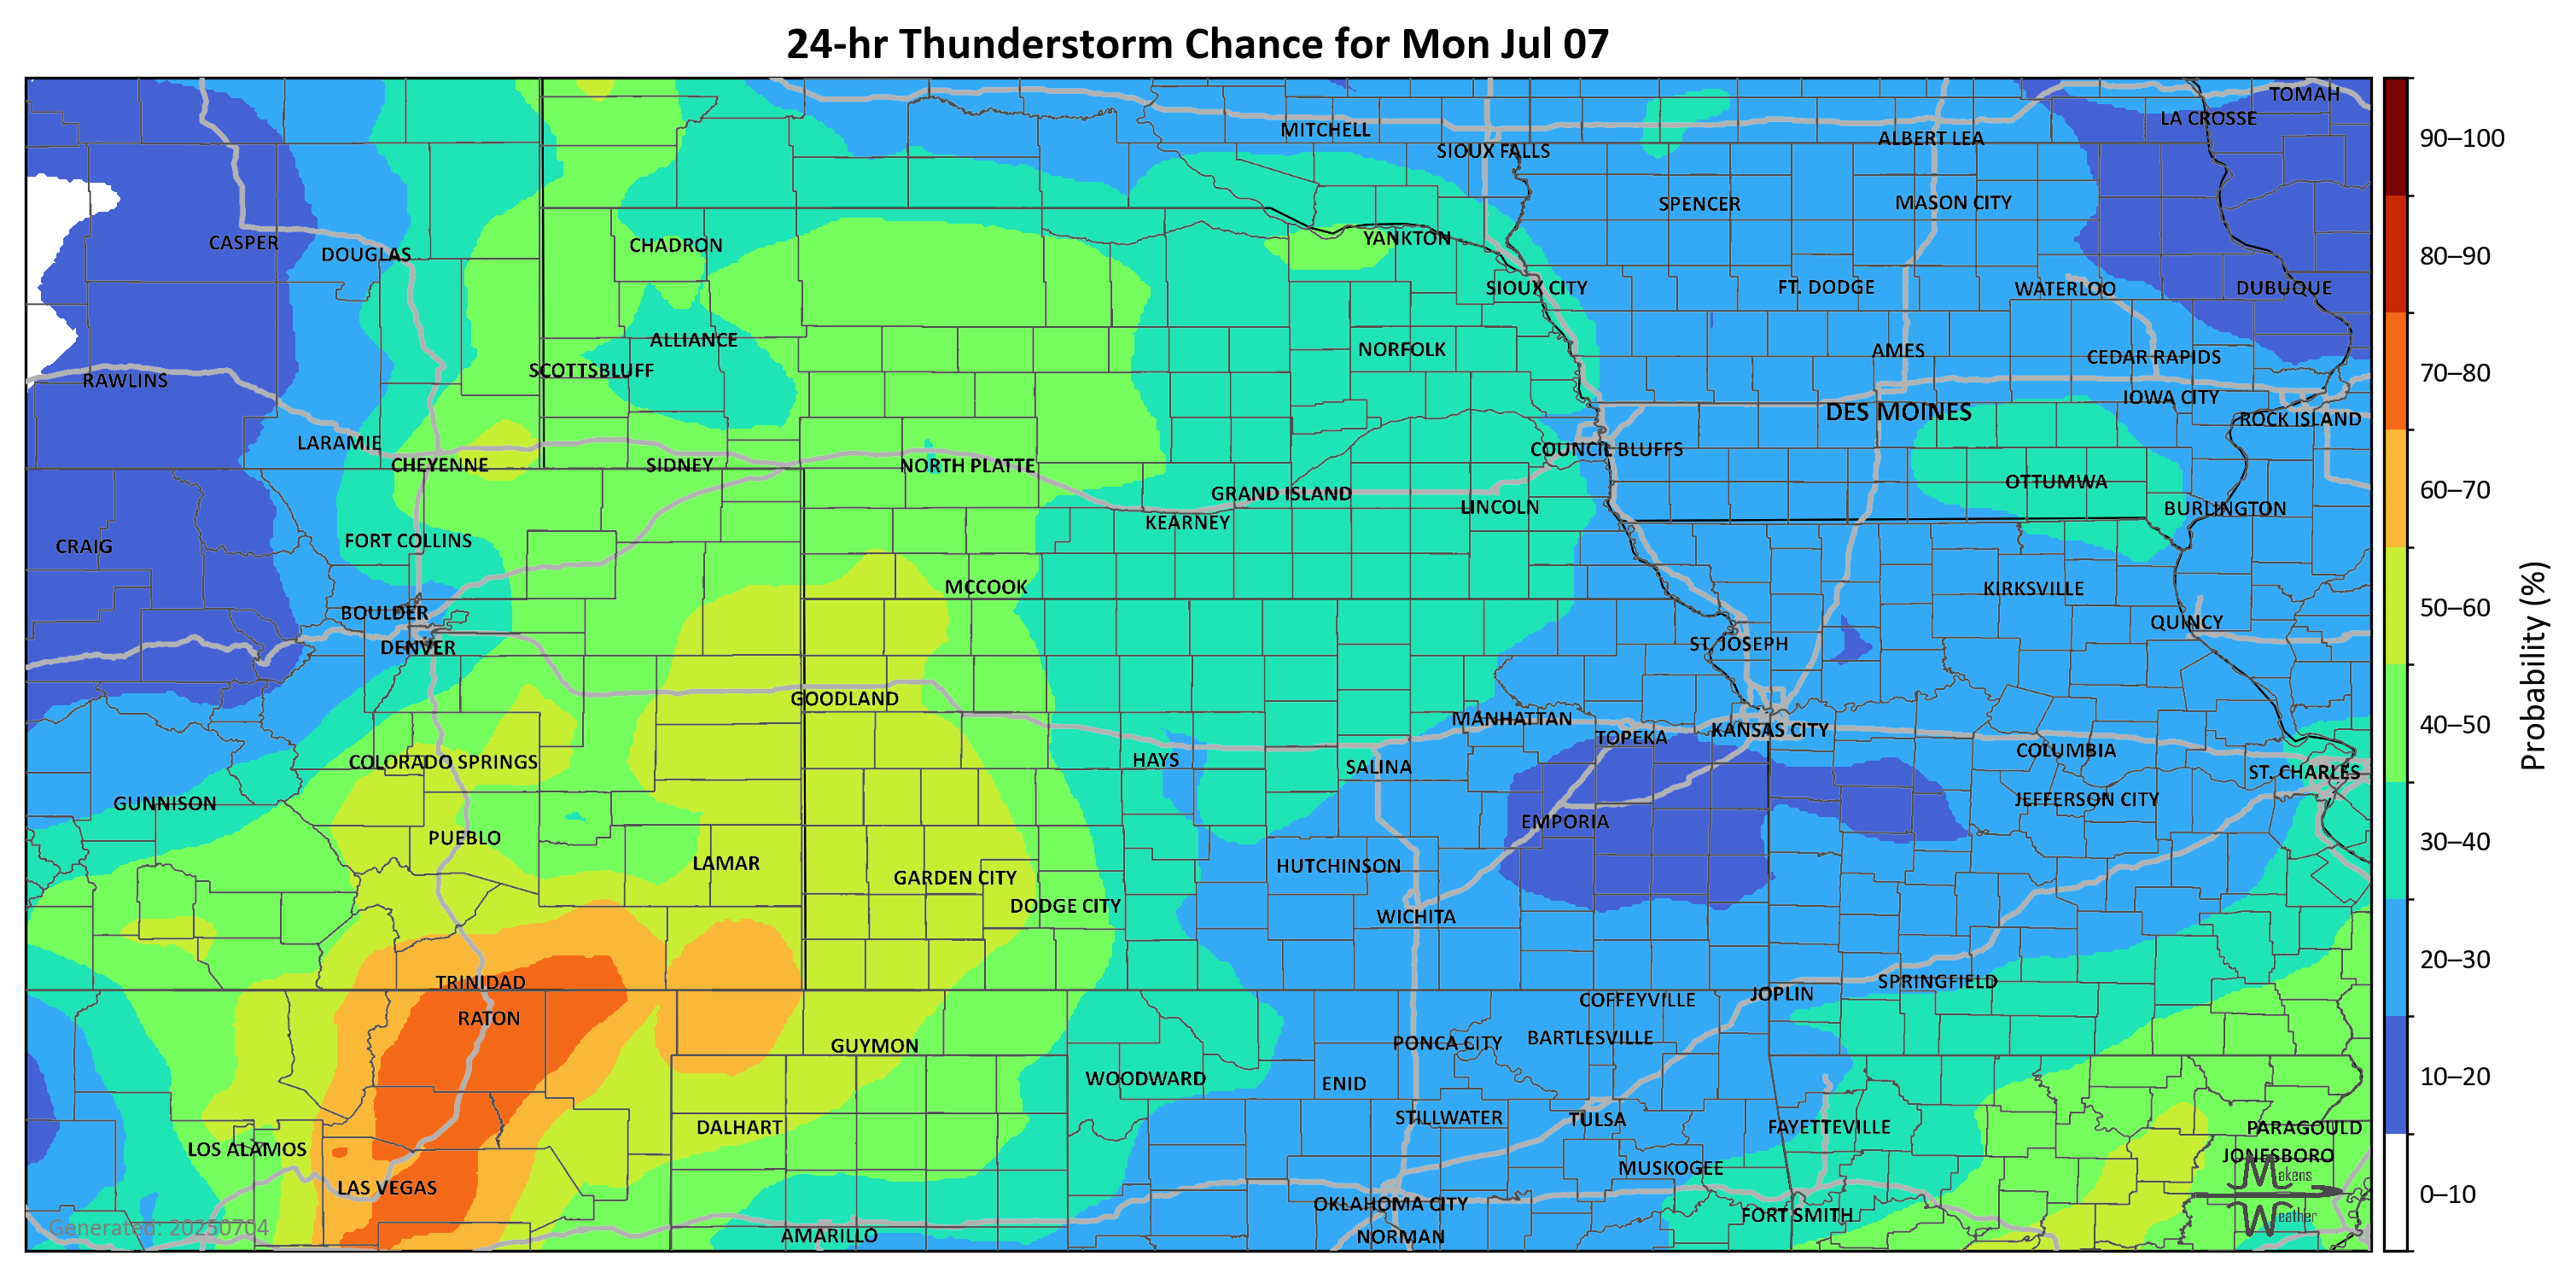 24-hr Thunderstorm Chance for Mon Jul 07
TOMAH
LA CROSSE
MITCHELL
ALBERT LEA
90–100
SIOUX FALLS
SPENCER
MASON CITY
CASPER
DOUGLAS
CHADRON
YANKTON
80–90
SIOUX CITY
FT. DODGE
WATERLOO
DUBUQUE
ALLIANCE
NORFOLK
AMES
CEDAR RAPIDS
SCOTTSBLUFF
70–80
RAWLINS
IOWA CITY
DES MOINES
ROCK ISLAND
LARAMIE
COUNCIL BLUFFS
CHEYENNE
SIDNEY
NORTH PLATTE
OTTUMWA
60–70
GRAND ISLAND
LINCOLN
BURLINGTON
KEARNEY
CRAIG
FORT COLLINS
MCCOOK
KIRKSVILLE
50–60
BOULDER
QUINCY
DENVER
ST. JOSEPH
Probability (%)
GOODLAND
MANHATTAN
KANSAS CITY
40–50
TOPEKA
COLUMBIA
COLORADO SPRINGS
HAYS
SALINA
ST. CHARLES
GUNNISON
JEFFERSON CITY
EMPORIA
PUEBLO
30–40
LAMAR
HUTCHINSON
GARDEN CITY
DODGE CITY
WICHITA
20–30
TRINIDAD
SPRINGFIELD
JOPLIN
COFFEYVILLE
RATON
BARTLESVILLE
PONCA CITY
GUYMON
WOODWARD
ENID
10–20
STILLWATER
TULSA
DALHART
FAYETTEVILLE
PARAGOULD
LOS ALAMOS
JONESBORO
MUSKOGEE
Makens
LAS VEGAS
0–10
OKLAHOMA CITY
FORT SMITH
Weather
Generated: 20250704
AMARILLO
NORMAN